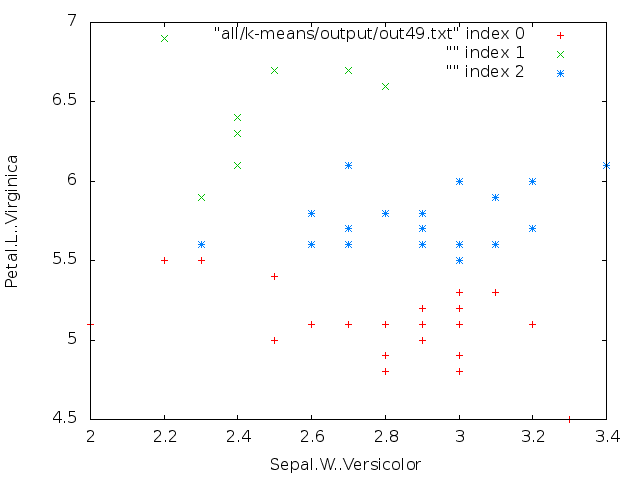 7
"all/k-means/output/out49.txt" index 0
"" index 1
"" index 2
6.5
6
5.5
5
4.5
Petal.L..Virginica
2 2.2 2.4 2.6 2.8 3 3.2 3.4
Sepal.W..Versicolor